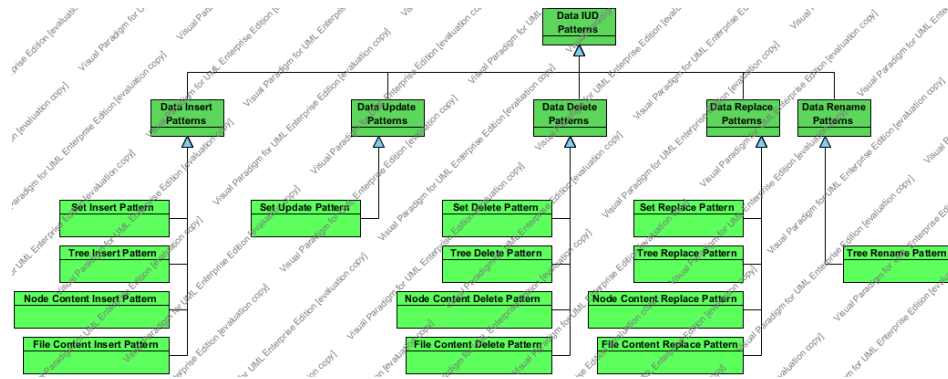 Data IUD
Patterns
Data Insert
Patterns
Data Update
Patterns
Data Delete
Patterns
Data Replace
Patterns
Data Rename
Patterns
Set Insert Pattern
Set Update Pattern
Set Delete Pattern
Set Replace Pattern
Tree Insert Pattern
Tree Delete Pattern
Tree Replace Pattern
Tree Rename Pattern
Node Content Insert Pattern
Node Content Delete Pattern
Node Content Replace Pattern
File Content Insert Pattern
File Content Delete Pattern
File Content Replace Pattern
Visual Paradigm for UML Enterprise Edition [evaluation copy]